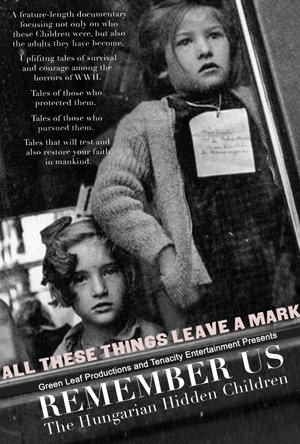 A feature-length documentary
focusing not only on who
these Children were, but also
the adults they have become.
Uplifting tales of survival
and courage among the
horrors of WWII.
Tales of those who
protected them.
Tales of those who
pursued them.
Tales that will test and
also restore your faith
in mankind.
ALL THESE THINGS LEAVE A MARK
Green Leaf Productions and Tenacity Entertainment Presents
REMEMBER US
The Hungarian Hidden Children